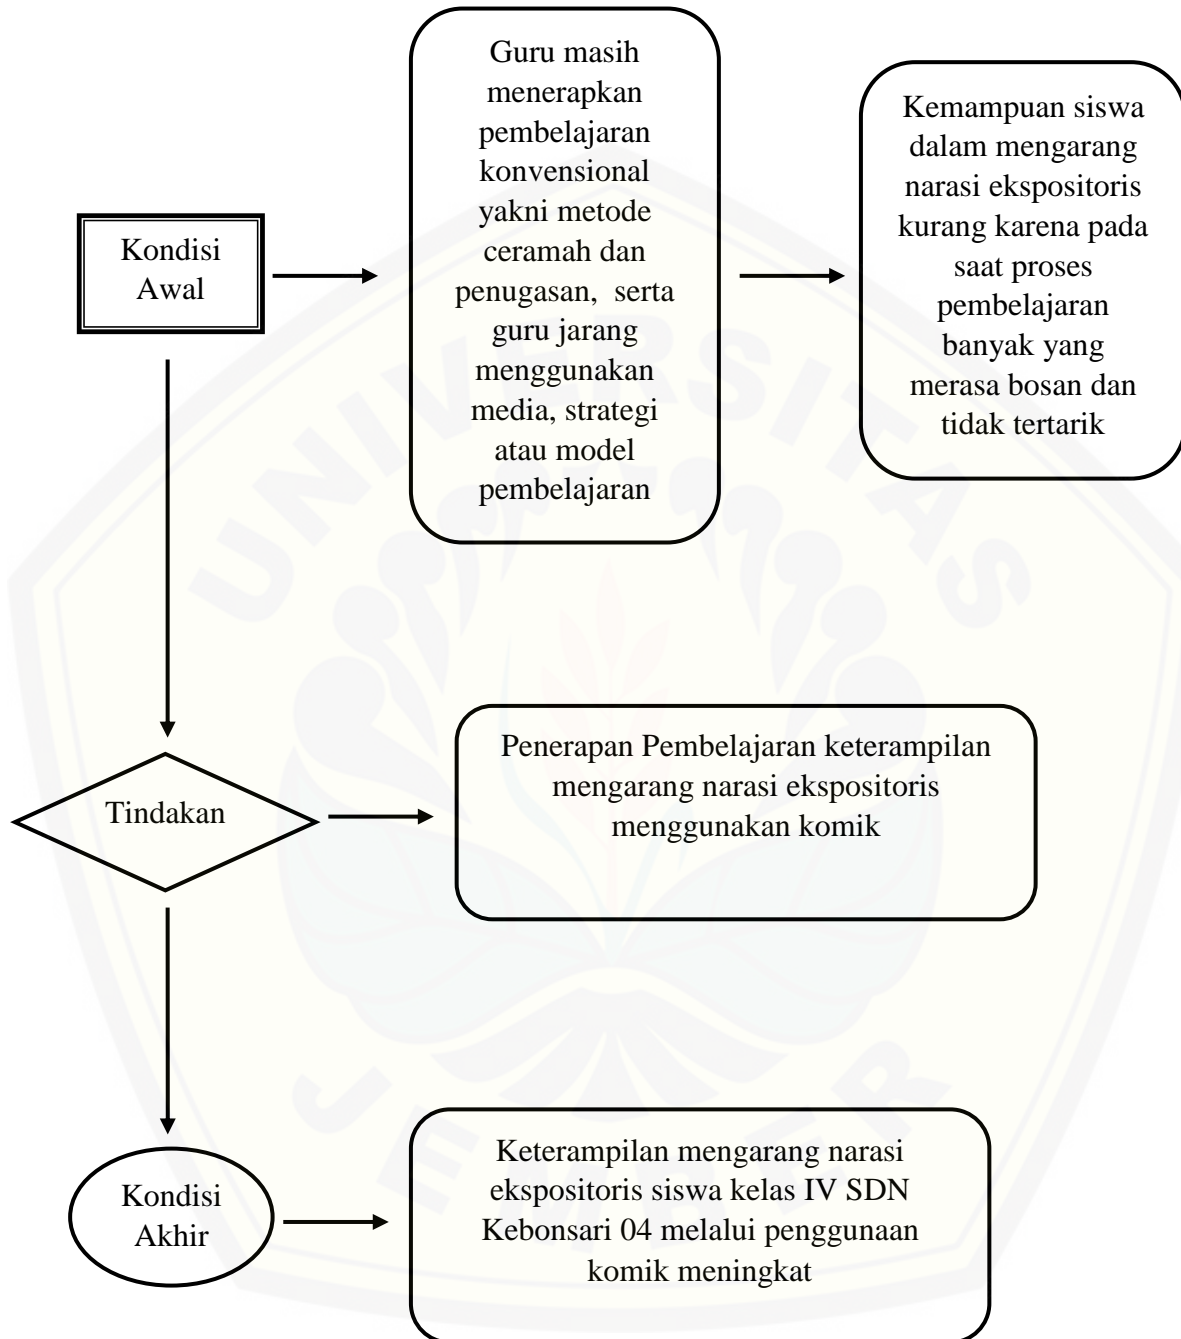 Guru masih
menerapkan
pembelajaran
konvensional
yakni metode
ceramah dan
penugasan,  serta
guru jarang
menggunakan
media, strategi
atau model
pembelajaran
Kemampuan siswa
dalam mengarang
narasi ekspositoris
kurang karena pada
saat proses
pembelajaran
banyak yang
merasa bosan dan
tidak tertarik
Kondisi
Awal
Tindakan
Penerapan Pembelajaran keterampilan
mengarang narasi ekspositoris
menggunakan komik
Kondisi
Akhir
Keterampilan mengarang narasi
ekspositoris siswa kelas IV SDN
Kebonsari 04 melalui penggunaan
komik meningkat
UNIVERSITAS
JEMBER